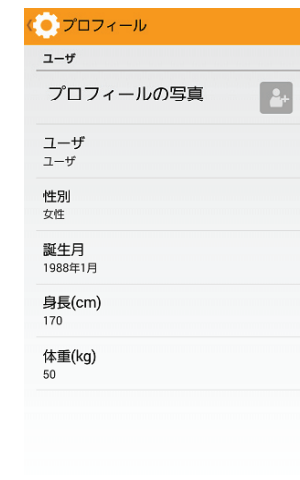 プロフィール
ユーザ
プロフィールの写真
ユーザ
ユーザ
性別
女性
誕生月
1988年1月
身長(cm)
170
体重(kg)
50